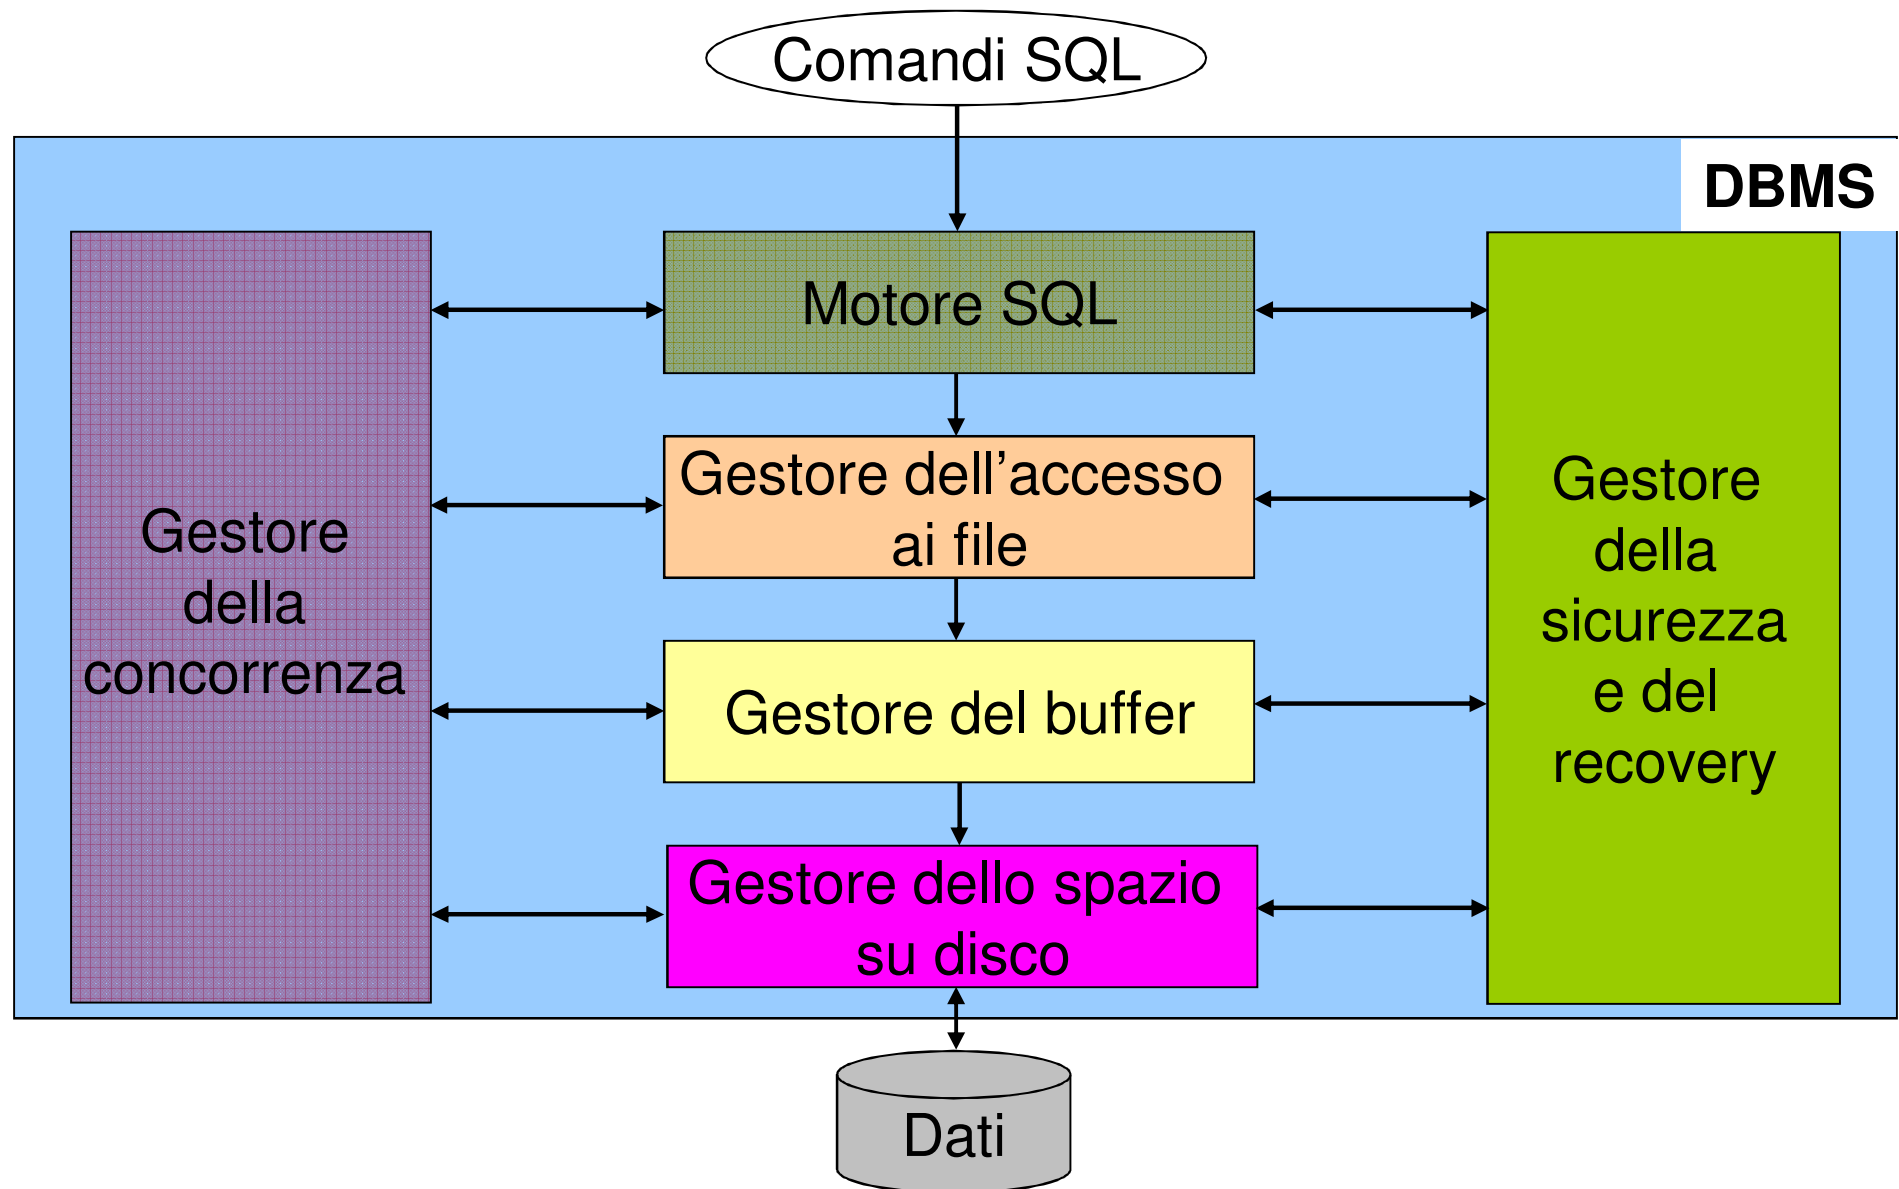 Comandi SQL
DBMS
Motore SQL
Gestore dell’accesso
ai file
Gestore
della
concorrenza
Gestore del buffer
Gestore dello spazio
su disco
Gestore
della
sicurezza
e del
recovery
Dati